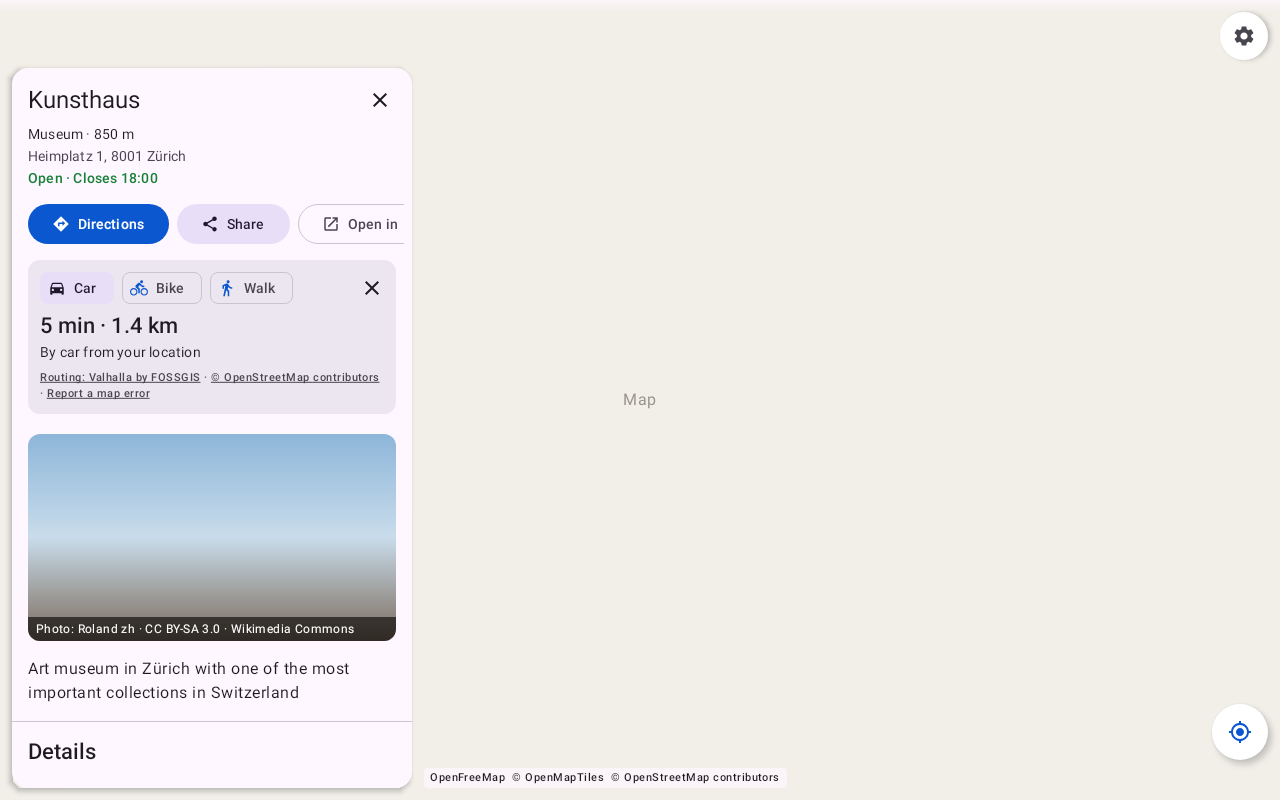 Kunsthaus
Museum · 850 m
Heimplatz 1, 8001 Zürich
Open · Closes 18:00
Directions
Share
Open in
Car
Bike
Walk
5 min · 1.4 km
By car from your location
Routing: Valhalla by FOSSGIS · © OpenStreetMap contributors
· Report a map error
Map
Photo: Roland zh · CC BY-SA 3.0 · Wikimedia Commons
Art museum in Zürich with one of the most
important collections in Switzerland
Details
OpenFreeMap © OpenMapTiles © OpenStreetMap contributors